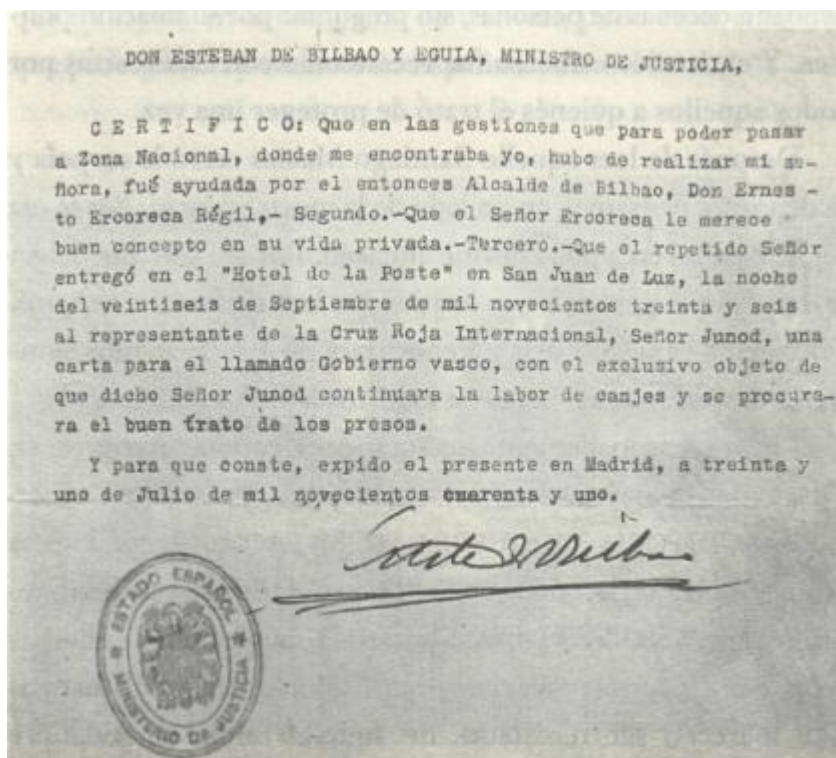 DON ESTEBAN DE BILBAO Y EGUIA, MINISTRO DE JUSTICIA,
C E R T I F I C O: Que en las gestiones que para poder pasar
a Zona Nacional, donde me encontraba yo, hubo de realizar mi se-
ñora, fué ayudada por el entonces Alcalde de Bilbao, Don Ernes -
to Ercoreca Régil,- Segundo.-Que el Señor Ercoreca le merece
buen concepto en su vida privada.-Tercero.-Que el repetido Señor
entregó en el "Hotel de la Poste" en San Juan de Luz, la noche
del veintiseis de Septiembre de mil novecientos treinta y seis
al representante de la Cruz Roja Internacional, Señor Junod, una
carta para el llamado Gobierno vasco, con el exclusivo objeto de
que dicho Señor Junod continuara la labor de canjes y se procura-
ra el buen trato de los presos.
Y para que conste, expido el presente en Madrid, a treinta y
uno de Julio de mil novecientos cuarenta y uno.
ESTADO ESPAÑOL
MINISTERIO DE JUSTICIA